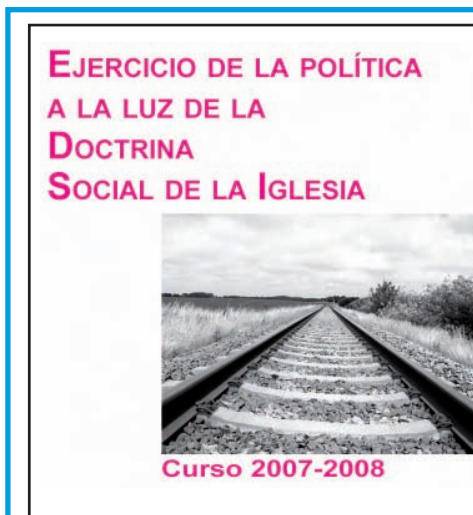 EJERCICIO DE LA POLÍTICA
A LA LUZ DE LA
DOCTRINA
SOCIAL DE LA IGLESIA
Curso 2007-2008